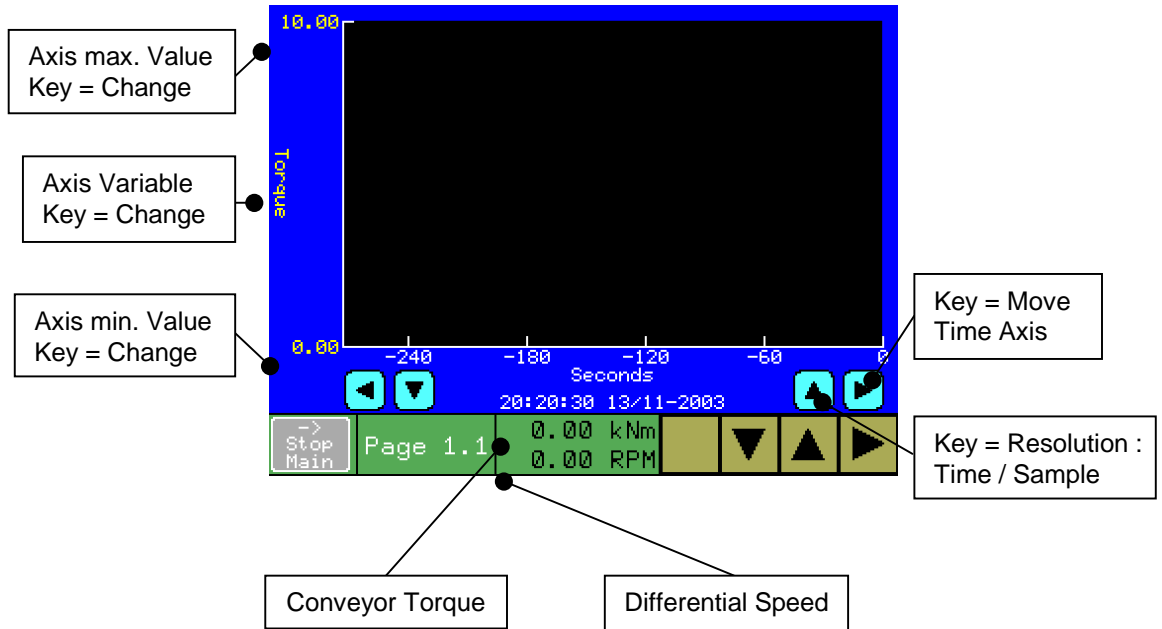 10.00
Axis max. Value
Key = Change
Torque
Axis Variable
Key = Change
Key = Move
Time Axis
Axis min. Value
Key = Change
0.00
-240 -180 -120 -60 0
Seconds
20:20:30 13/11-2003
->
Stop
Main
Page 1.1
0.00 kNm
0.00 RPM
Key = Resolution :
Time / Sample
Conveyor Torque
Differential Speed